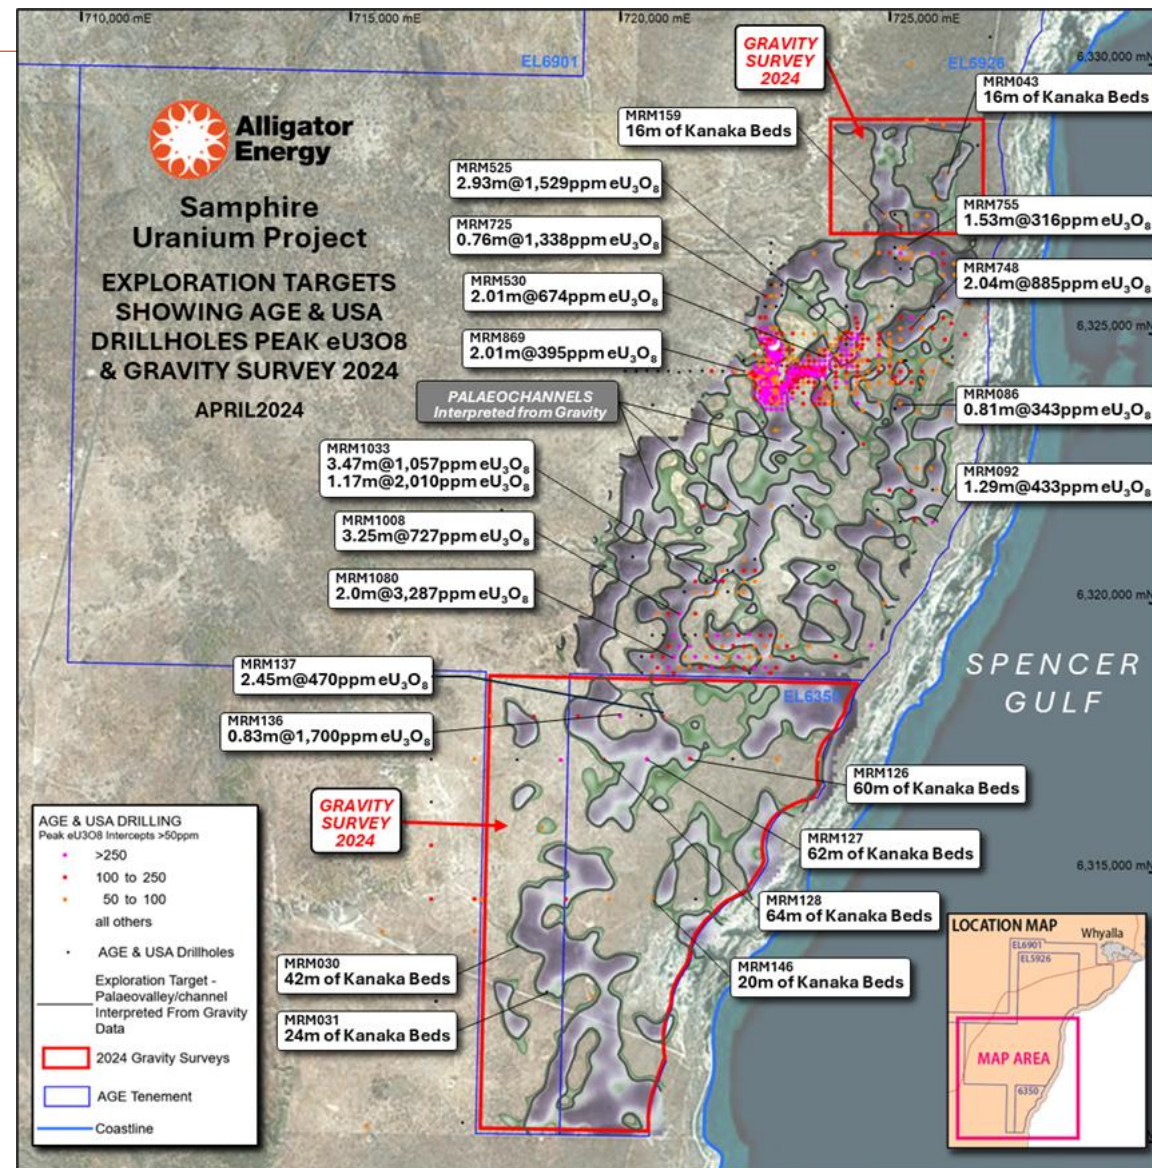 710,000 mE
715,000 mE
720,000 mE
725,000 mE
EL6901
EL5926
6,330,000 mN
GRAVITY
SURVEY
2024
MRM043
16m of Kanaka Beds
MRM159
16m of Kanaka Beds
Alligator
Energy
Samphire
Uranium Project
EXPLORATION TARGETS
SHOWING AGE & USA
DRILLHOLES PEAK eU3O8
& GRAVITY SURVEY 2024
APRIL2024
MRM525
2.93m@1,529ppm eU₃O₈
MRM725
0.76m@1,338ppm eU₃O₈
MRM530
2.01m@674ppm eU₃O₈
MRM869
2.01m@395ppm eU₃O₈
MRM755
1.53m@316ppm eU₃O₈
MRM748
2.04m@885ppm eU₃O₈
6,325,000 mN
PALAEOCHANNELS
Interpreted from Gravity
MRM086
0.81m@343ppm eU₃O₈
MRM092
1.29m@433ppm eU₃O₈
MRM1033
3.47m@1,057ppm eU₃O₈
1.17m@2,010ppm eU₃O₈
MRM1008
3.25m@727ppm eU₃O₈
MRM1080
2.0m@3,287ppm eU₃O₈
6,320,000 mN
SPENCER
GULF
MRM137
2.45m@470ppm eU₃O₈
MRM136
0.83m@1,700ppm eU₃O₈
MRM126
60m of Kanaka Beds
GRAVITY
SURVEY
2024
MRM127
62m of Kanaka Beds
6,315,000 mN
MRM128
64m of Kanaka Beds
MRM146
20m of Kanaka Beds
MRM030
42m of Kanaka Beds
MRM031
24m of Kanaka Beds
AGE & USA DRILLING
Peak eU3O8 Intercepts >50ppm
>250
100 to 250
50 to 100
all others
AGE & USA Drillholes
Exploration Target -
Palaeovalley/channel
Interpreted From Gravity
Data
2024 Gravity Surveys
AGE Tenement
Coastline
LOCATION MAP
Whyalla
EL6901
EL5926
MAP AREA
6350